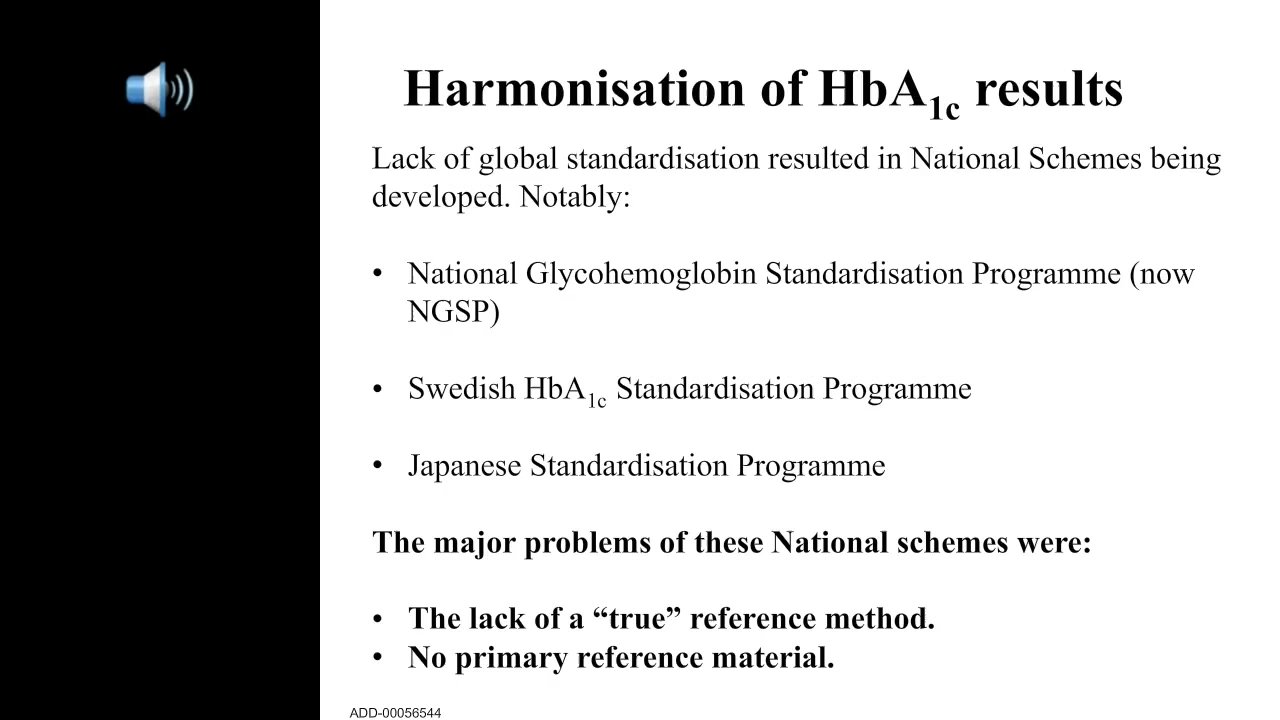 Harmonisation of HbA1c results
Lack of global standardisation resulted in National Schemes being
developed. Notably:
• National Glycohemoglobin Standardisation Programme (now
NGSP)
• Swedish HbA1c Standardisation Programme
• Japanese Standardisation Programme
The major problems of these National schemes were:
• The lack of a “true” reference method.
• No primary reference material.
ADD-00056544